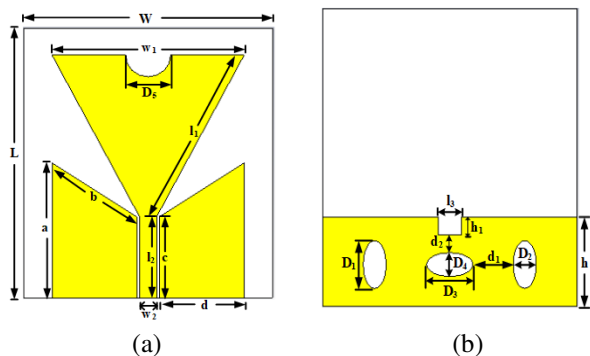 W
w₁
D₅
l₁
L
b
a
l₂
c
w₂
d
(a)
l₃
h₁
d₂
D₁
D₄
d₁
D₂
h
D₃
(b)